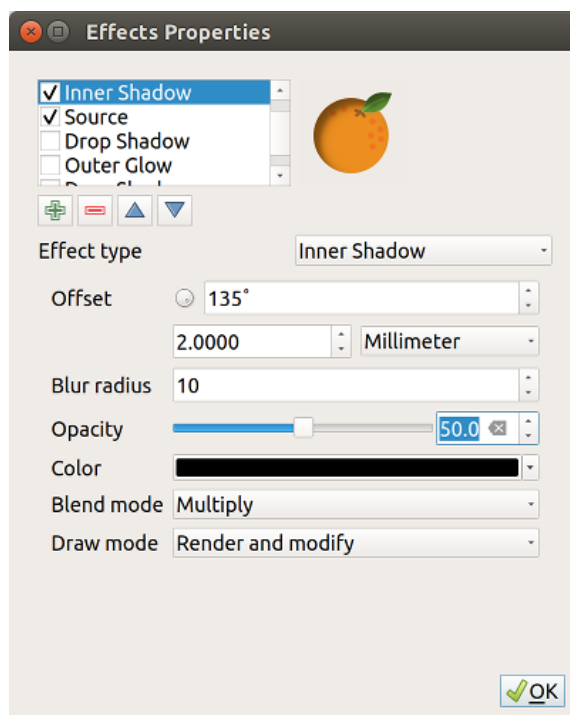 Effects Properties
Inner Shadow
Source
Drop Shadow
Outer Glow
Effect type Inner Shadow
Offset 135°
2.0000 Millimeter
Blur radius 10
Opacity 50.0
Color
Blend mode Multiply
Draw mode Render and modify
OK